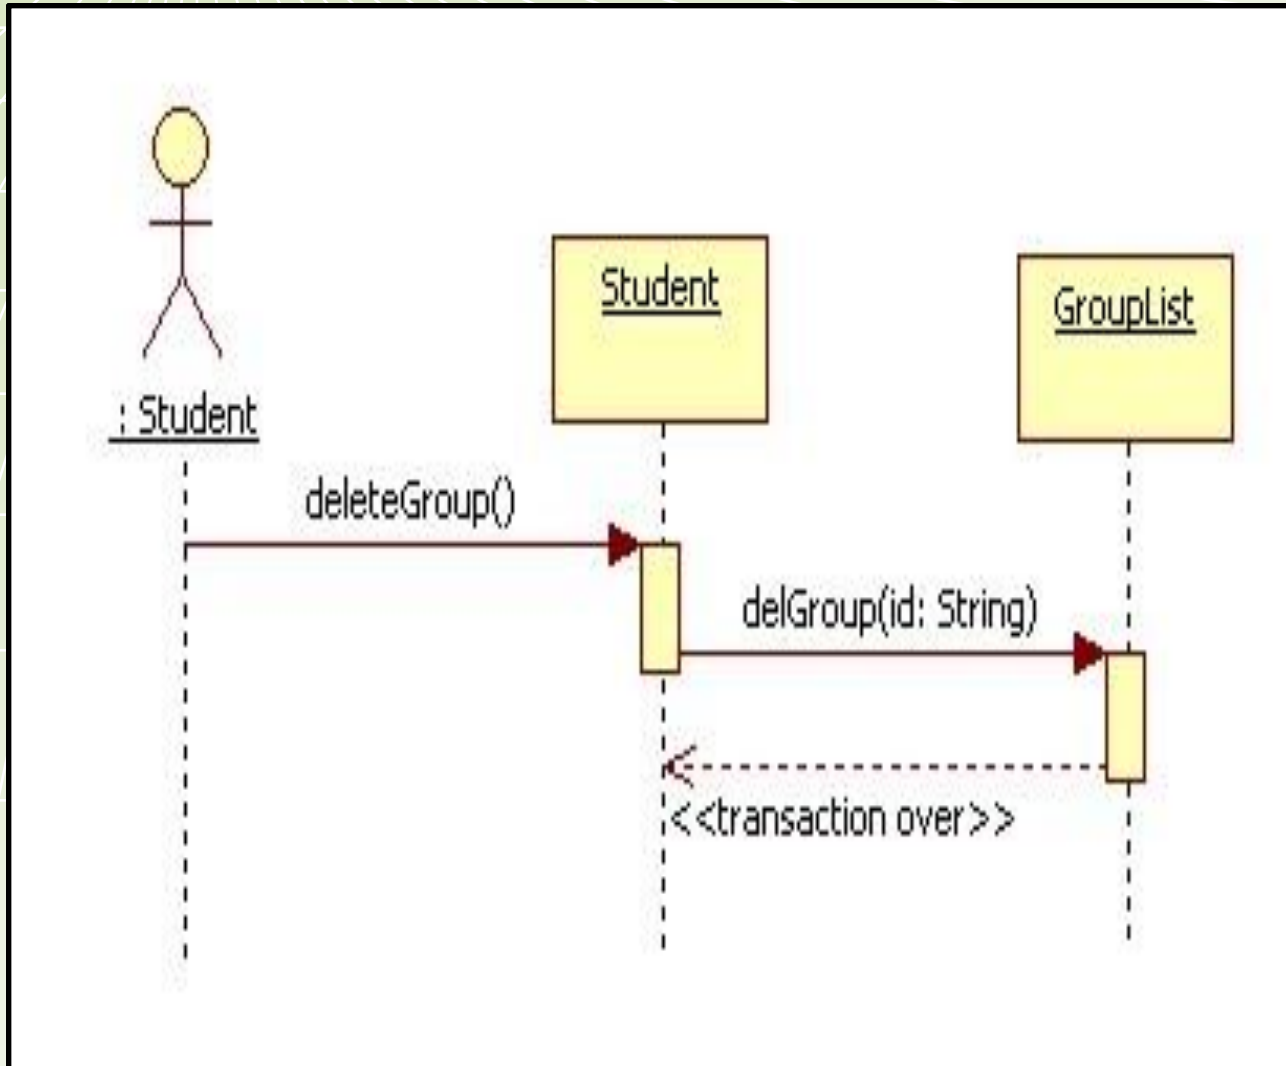 Student
GroupList
: Student
deleteGroup()
delGroup(id: String)
<<transaction over>>